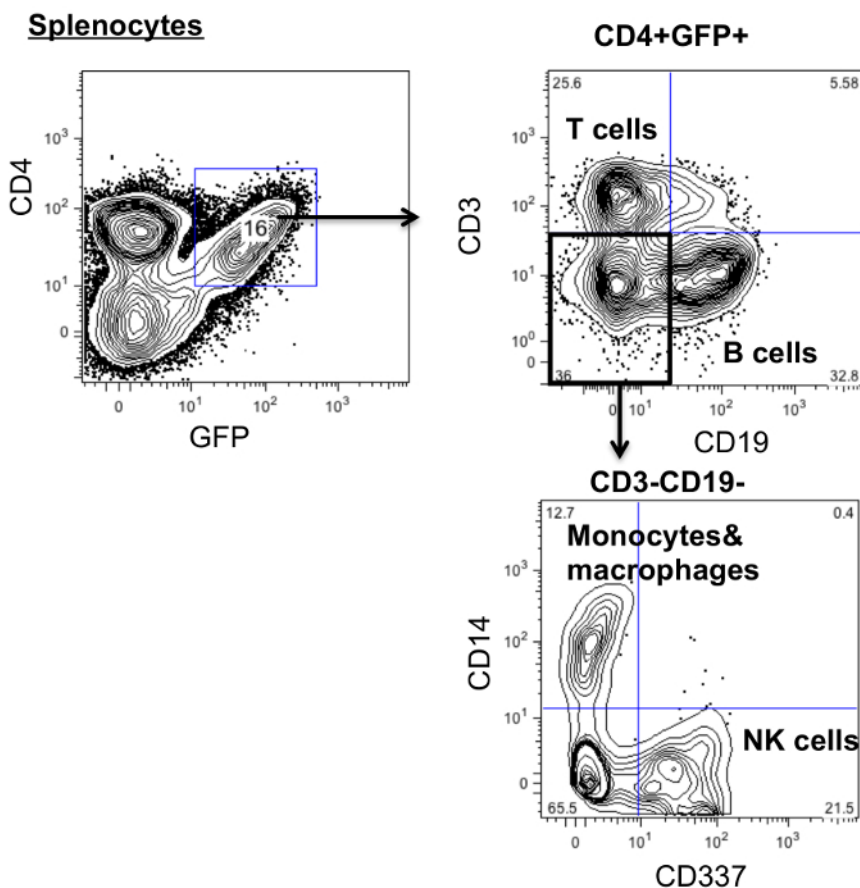 Splenocytes
CD4
10³
10²
10¹
0
16
0
10¹
10²
10³
GFP
CD4+GFP+
25.6
5.58
T cells
CD3
10³
10²
10¹
10⁰
0
B cells
36
32.8
0
10¹
10²
10³
CD19
CD3-CD19-
12.7
0.4
Monocytes&
macrophages
CD14
10³
10²
10¹
0
NK cells
65.5
21.5
0
10¹
10²
10³
CD337